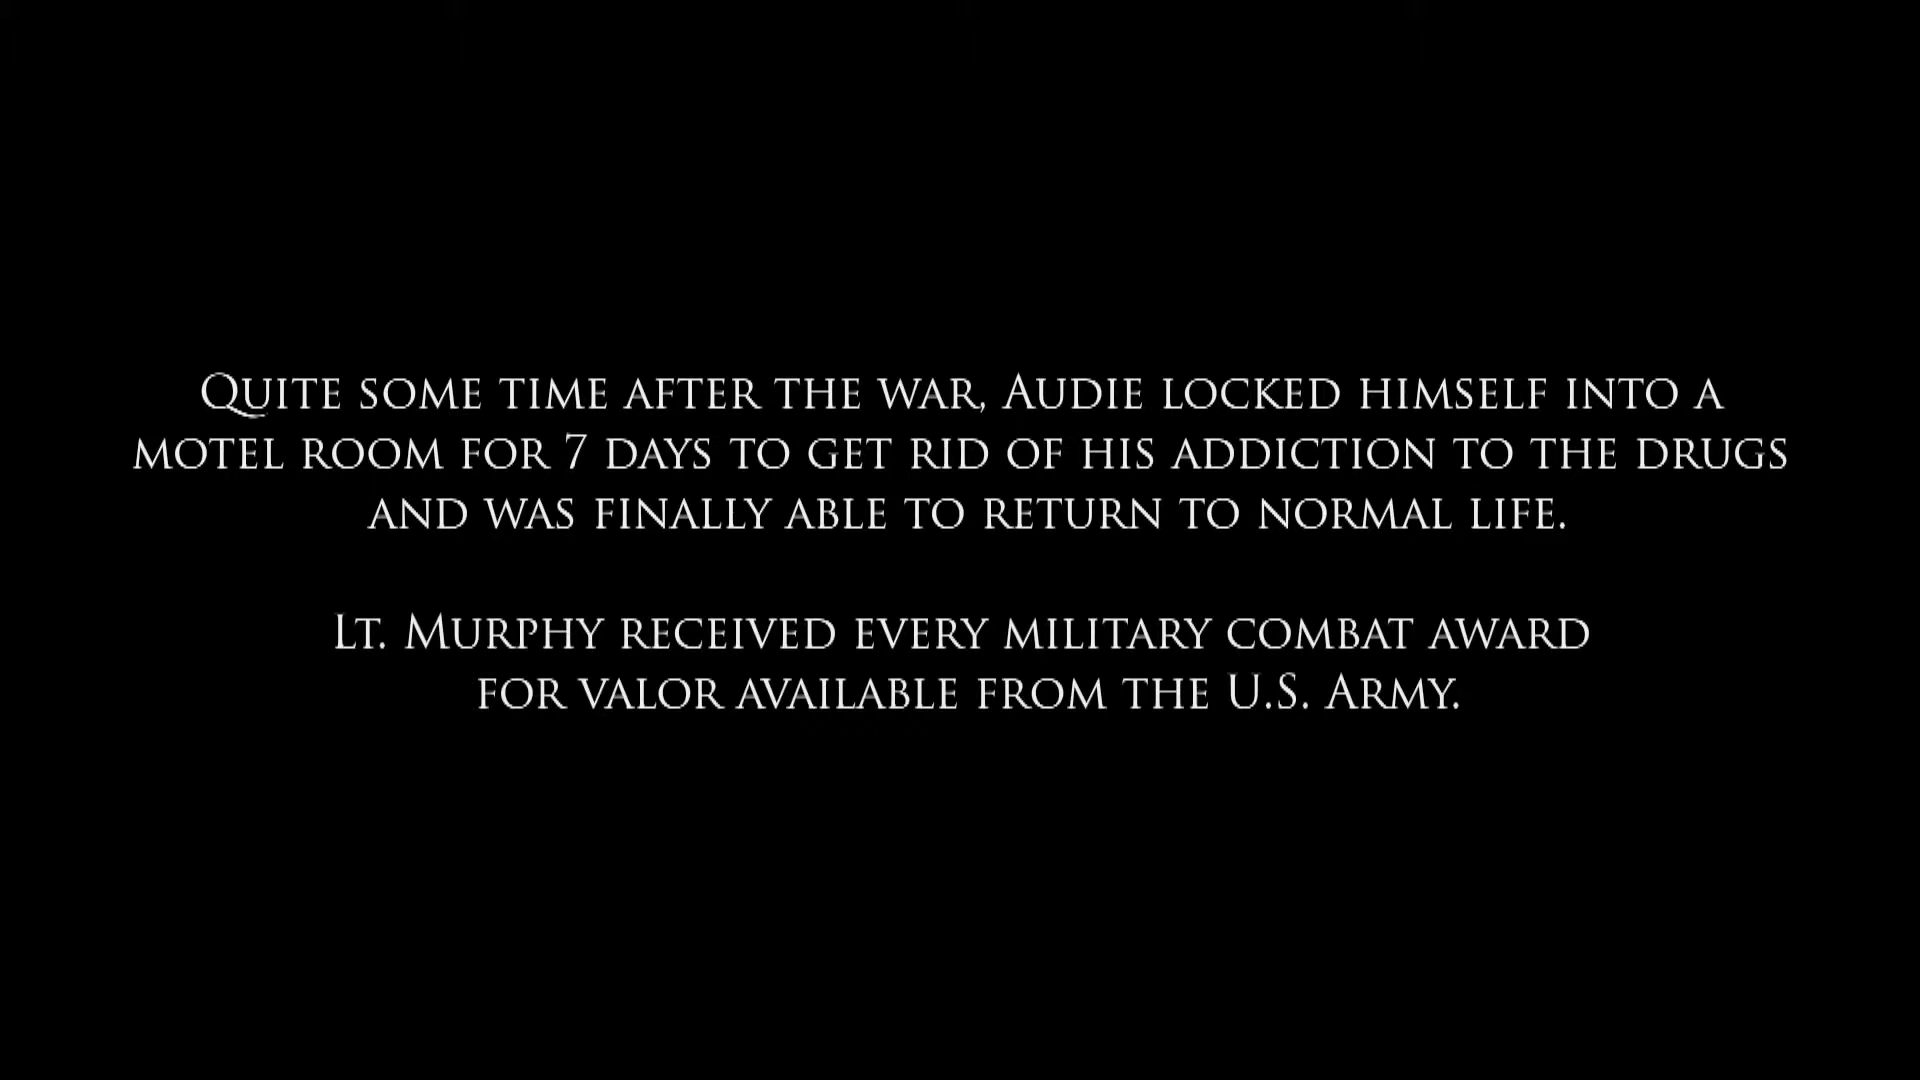 Quite some time after the war, Audie locked himself into a
motel room for 7 days to get rid of his addiction to the drugs
and was finally able to return to normal life.
Lt. Murphy received every military combat award
for valor available from the U.S. Army.